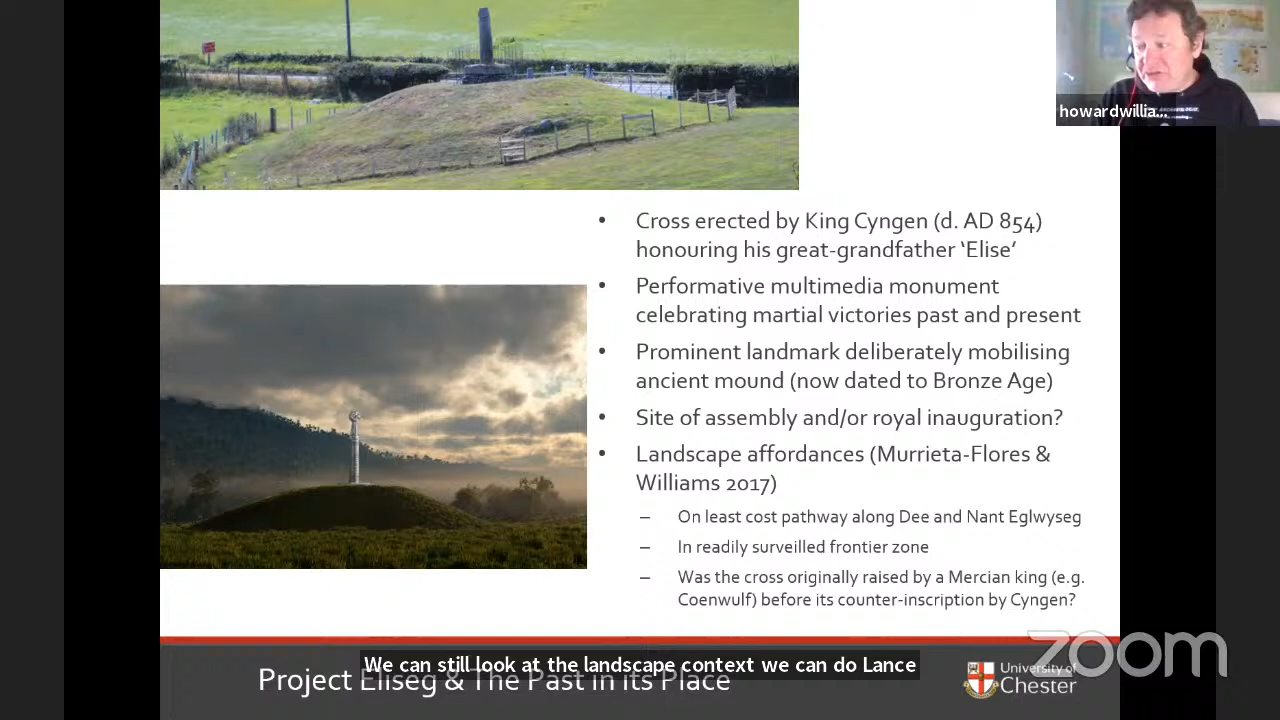 howardwillia...
• Cross erected by King Cyngen (d. AD 854)
honouring his great-grandfather ‘Elise’
• Performative multimedia monument
celebrating martial victories past and present
• Prominent landmark deliberately mobilising
ancient mound (now dated to Bronze Age)
• Site of assembly and/or royal inauguration?
• Landscape affordances (Murrieta-Flores &
Williams 2017)
– On least cost pathway along Dee and Nant Eglwyseg
– In readily surveilled frontier zone
– Was the cross originally raised by a Mercian king (e.g.
Coenwulf) before its counter-inscription by Cyngen?
We can still look at the landscape context we can do Lance
Project Eliseg & The Past in its Place
University of
Chester
zoom